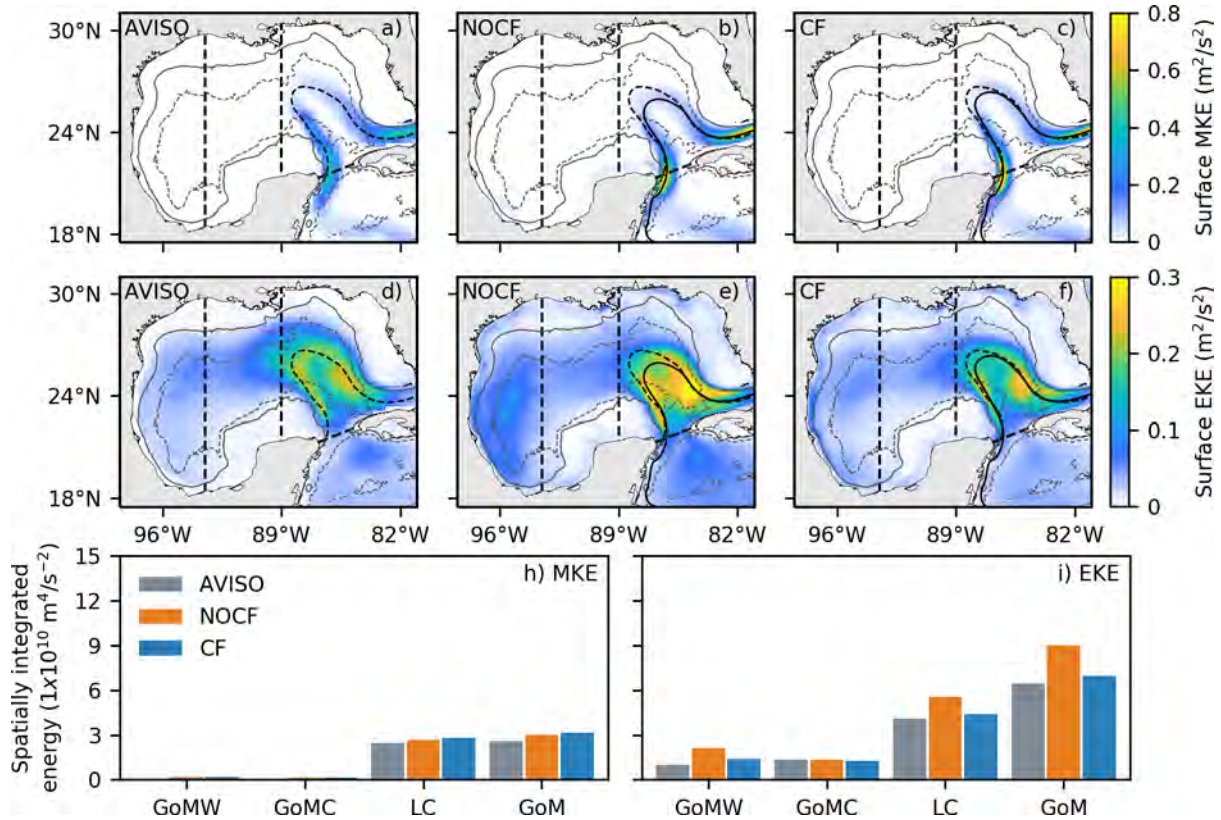 AVISO a) NOCF b) CF c)
30°N
24°N
18°N
0.8
0.6
0.4
0.2
0
Surface MKE (m²/s²)
AVISO d) NOCF e) CF f)
30°N
24°N
18°N
96°W 89°W 82°W 96°W 89°W 82°W 96°W 89°W 82°W
0.3
0.2
0.1
0
Surface EKE (m²/s²)
Spatially integrated
energy (1x10¹⁰ m⁴/s⁻²)
15
12
9
6
3
0
h) MKE
AVISO
NOCF
CF
GoMW GoMC LC GoM
i) EKE
GoMW GoMC LC GoM